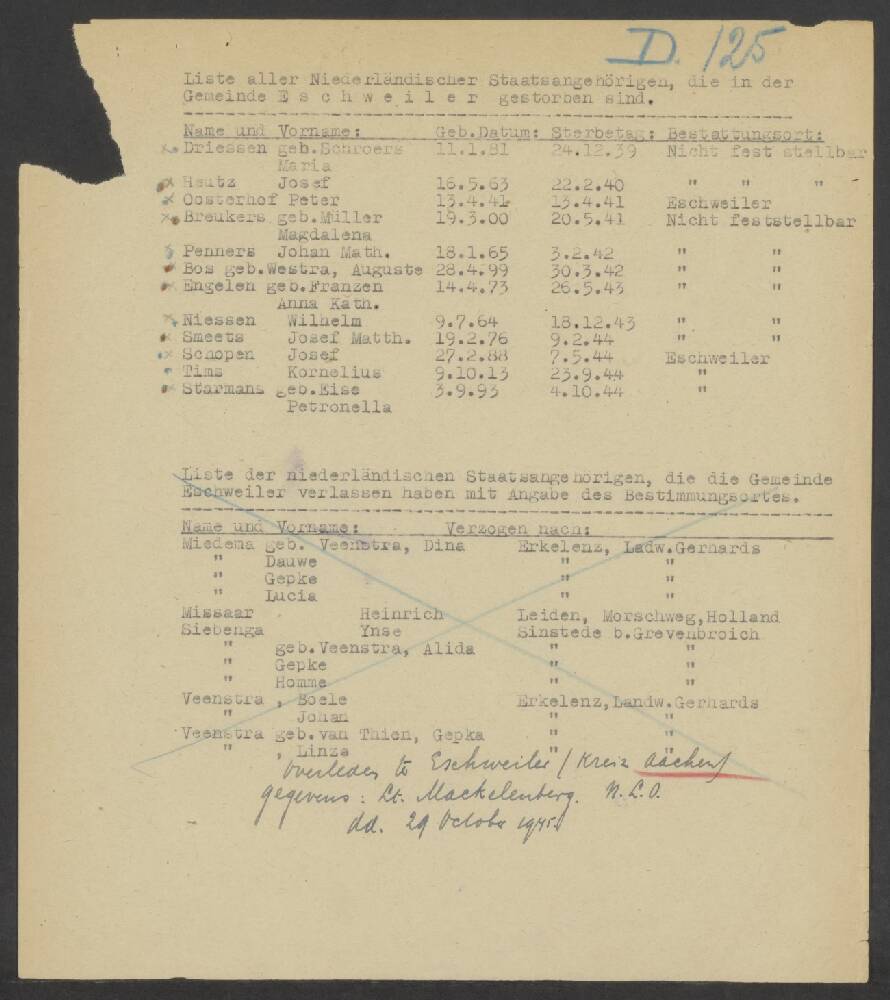 D. 125
Liste aller Niederländischer Staatsangehörigen, die in der
Gemeinde E s c h w e i l e r gestorben sind.
Name und Vorname: Geb.Datum: Sterbetag: Bestattungsort:
Driessen geb.Schroers 11.1.81 24.12.39 Nicht fest stellbar
Maria
Heutz Josef 16.5.63 22.2.40 " " "
Oosterhof Peter 13.4.41 13.4.41 Eschweiler
Breukers geb.Müller 19.3.00 20.5.41 Nicht feststellbar
Magdalena
Penners Johan Math. 18.1.65 3.2.42 " "
Bos geb.Westra, Auguste 28.4.99 30.3.42 " "
Engelen geb.Franzen 14.4.73 26.5.43 " "
Anna Kath.
Niessen Wilhelm 9.7.64 18.12.43 " "
Smeets Josef Matth. 19.2.76 9.2.44 " "
Schopen Josef 27.2.88 7.5.44 Eschweiler
Tims Kornelius 9.10.13 23.9.44 "
Starmans geb.Eise 3.9.93 4.10.44 "
Petronella
Liste der niederländischen Staatsangehörigen, die die Gemeinde
Eschweiler verlassen haben mit Angabe des Bestimmungsortes.
Name und Vorname: Verzogen nach:
Miedema geb. Veenstra, Dina Erkelenz, Ladw.Gerhards
" Dauwe " "
" Gepke " "
" Lucia " "
Missaar Heinrich Leiden, Morschweg,Holland
Siebenga Ynse Sinstede b.Grevenbroich
" geb.Veenstra, Alida " "
" Gepke " "
" Homme " "
Veenstra , Boele Erkelenz,Landw.Gerhards
" Johan " "
Veenstra geb.van Thien, Gepka " "
" , Linze " "
Overleden te Eschweiler (Kreis Aachen)
gegevens: Lt. Mackelenberg. N.L.O.
dd. 29 October 1945.